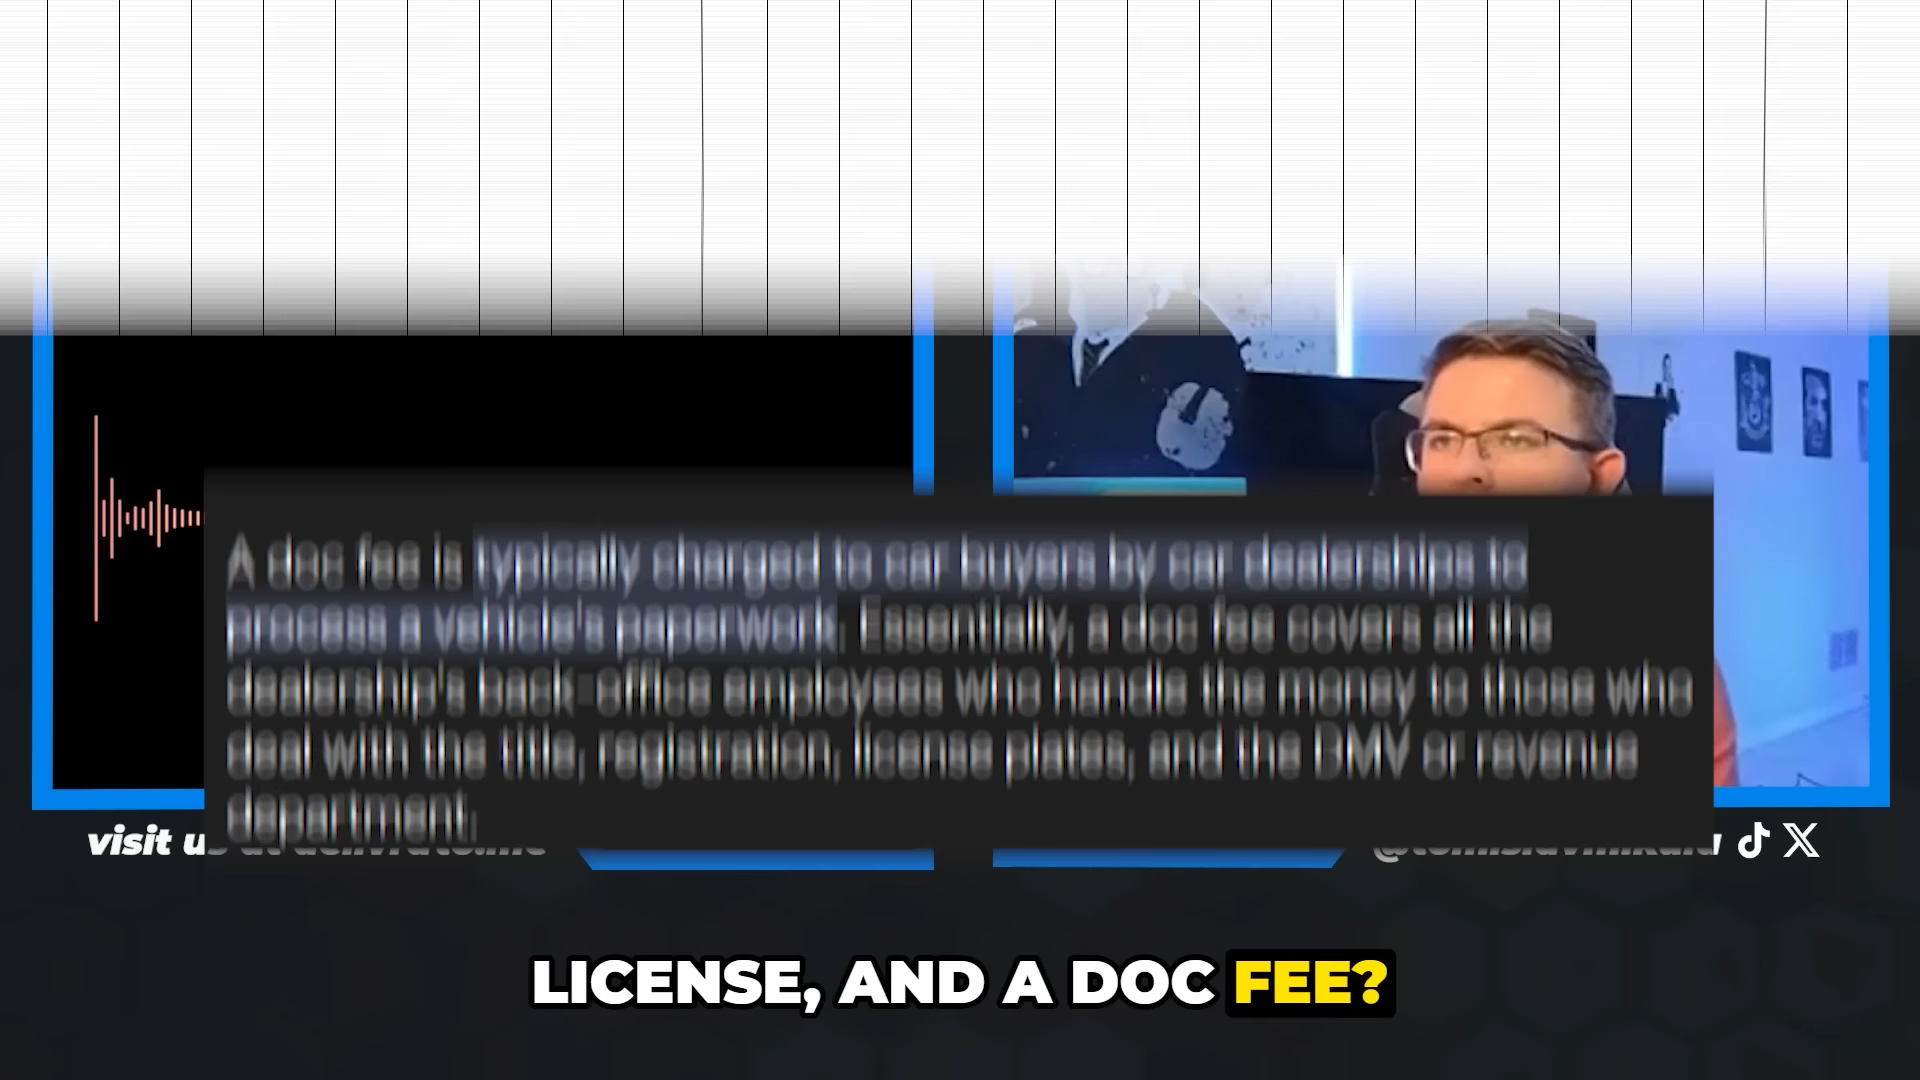 A doc fee is typically charged to car buyers by car dealerships to
process a vehicle's paperwork. Essentially, a doc fee covers all the
dealership's back-office employees who handle the money to those who
deal with the title, registration, license plates, and the DMV or revenue
department.
visit us at
LICENSE, AND A DOC FEE?